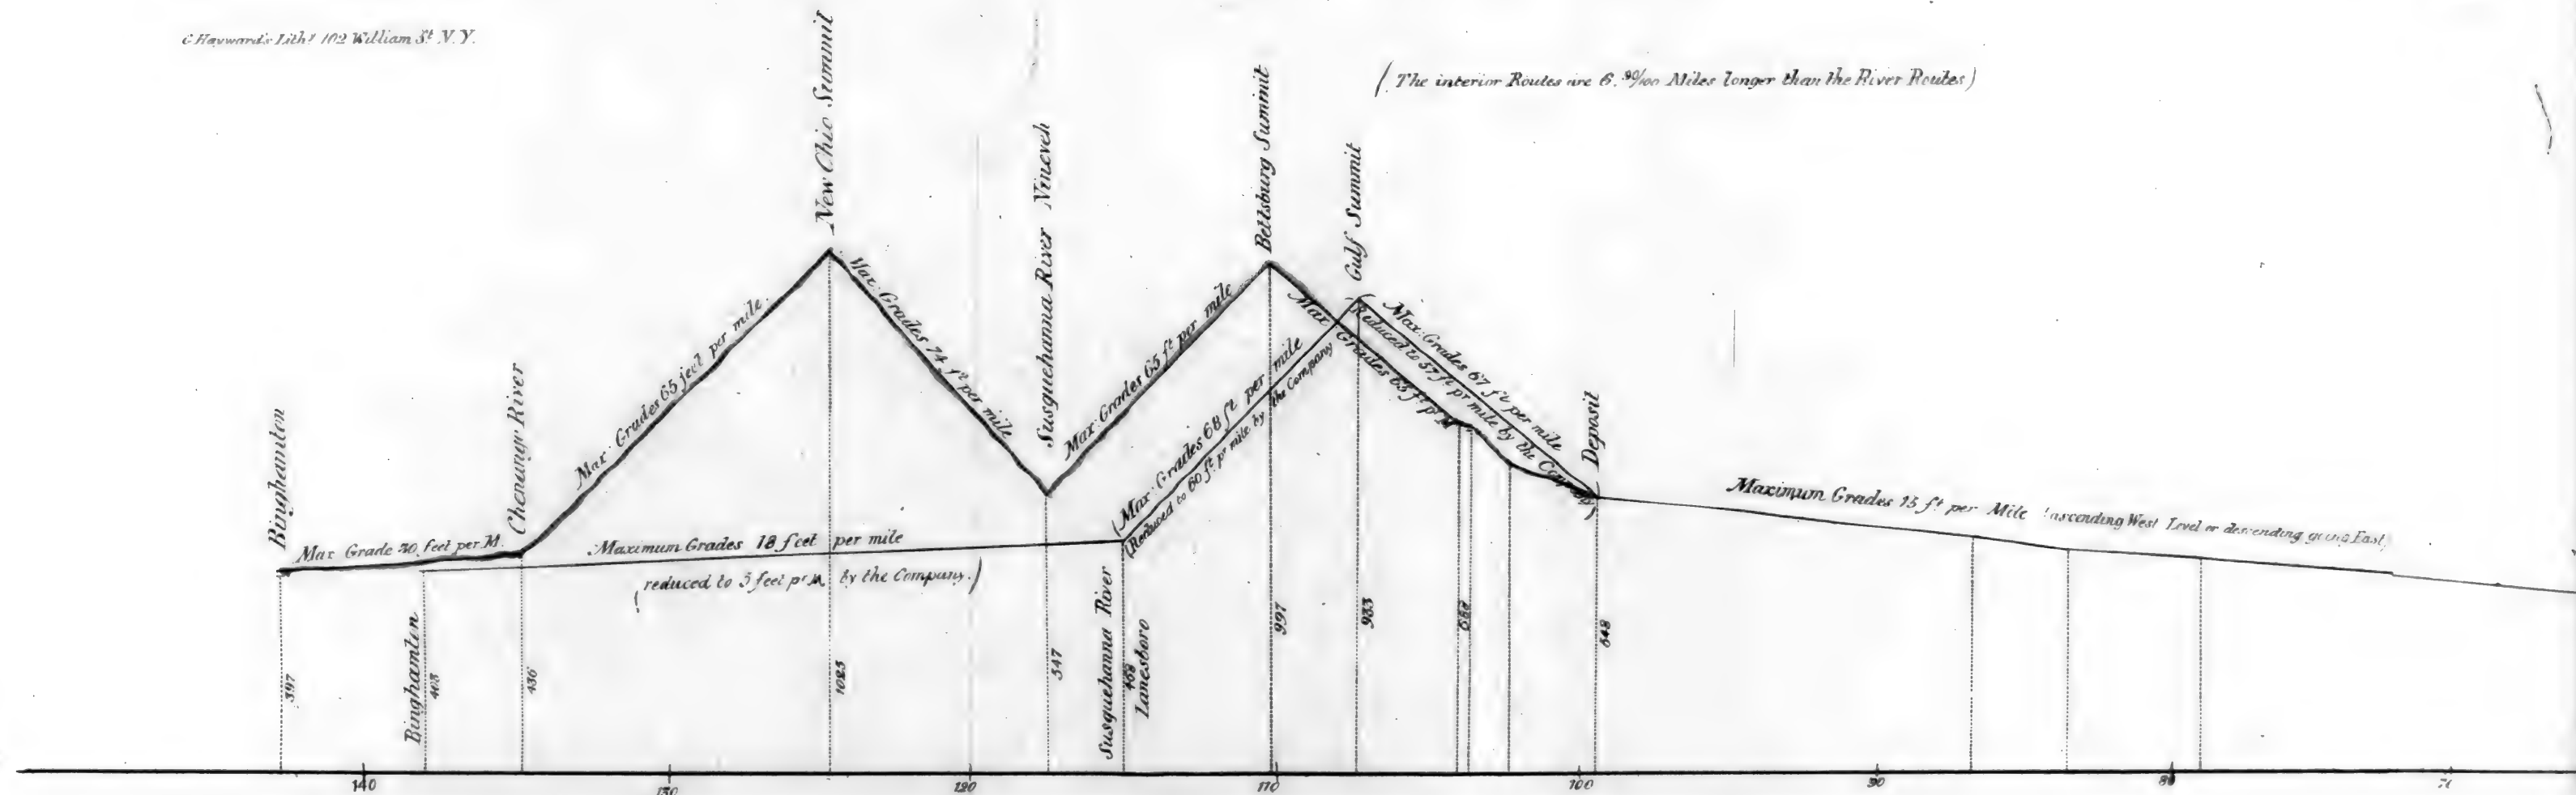 C Hayward's Lith? 102 William St N.Y.
(The interior Routes are 6. 90/100 Miles longer than the River Routes)
Binghamton
Chenango River
New Ohio Summit
Susquehanna River Nineveh
Bettsburg Summit
Gulf Summit
Deposit
Max Grade 30 feet per M.
Max: Grades 65 feet per mile.
Max: Grades 74 ft per mile
Max: Grades 65 ft per mile
Max Grades 65 ft pr M
Max: Grades 67 ft per mile
(Reduced to 57 ft pr mile by the Company)
(Max: Grades 68 ft per mile
(Reduced to 60 ft pr mile by the Company
Maximum Grades 18 feet per mile
(reduced to 5 feet pr M by the Company.)
Maximum Grades 15 ft per Mile (ascending West Level or descending going East)
Binghamton
Susquehanna River
Lanesboro
397
403
436
1025
547
468
997
983
648
140
130
120
110
100
90
80